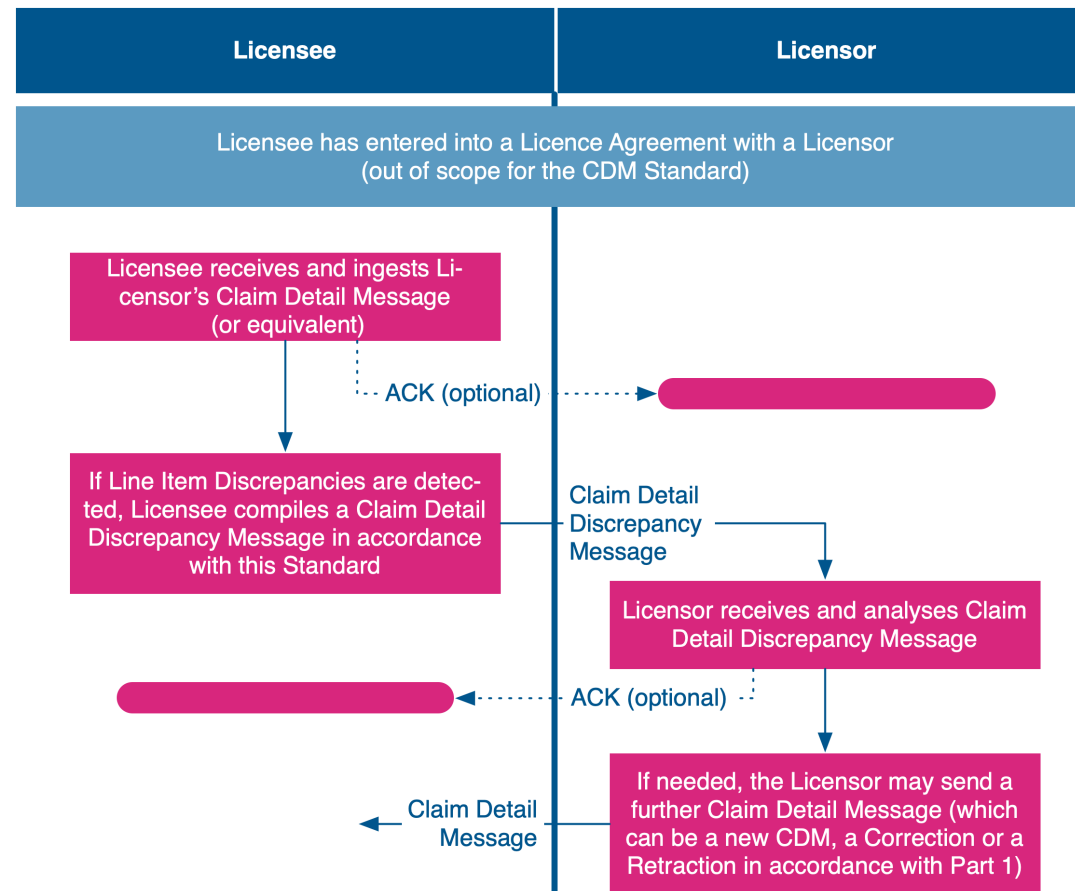 Licensee
Licensor
Licensee has entered into a Licence Agreement with a Licensor
(out of scope for the CDM Standard)
Licensee receives and ingests Li-
censor’s Claim Detail Message
(or equivalent)
ACK (optional)
If Line Item Discrepancies are detec-
ted, Licensee compiles a Claim Detail
Discrepancy Message in accordance
with this Standard
Claim Detail
Discrepancy
Message
Licensor receives and analyses Claim
Detail Discrepancy Message
ACK (optional)
If needed, the Licensor may send a
further Claim Detail Message (which
can be a new CDM, a Correction or a
Retraction in accordance with Part 1)
Claim Detail
Message